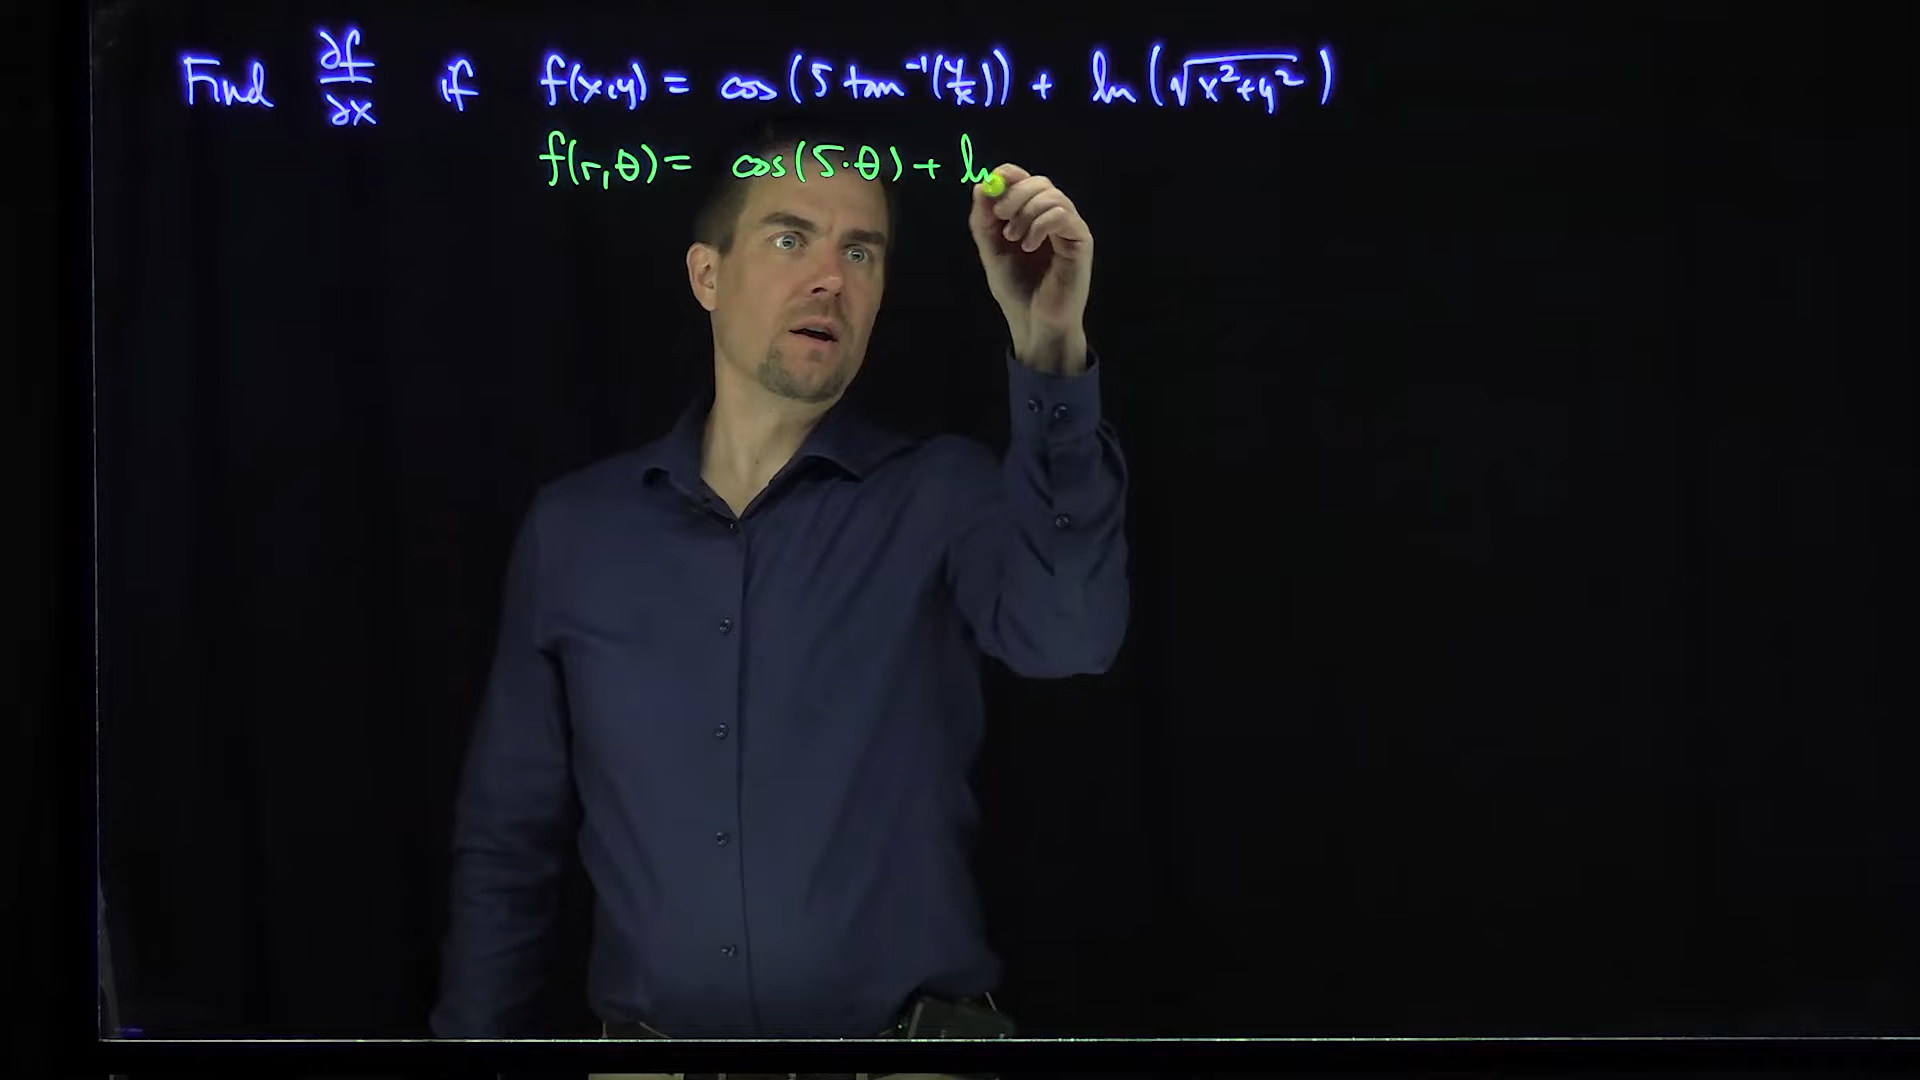 Find ∂f/∂x if f(x,y) = cos(5 tan⁻¹(y/x)) + ln(√(x²+y²))
f(r,θ) = cos(5·θ) + ln